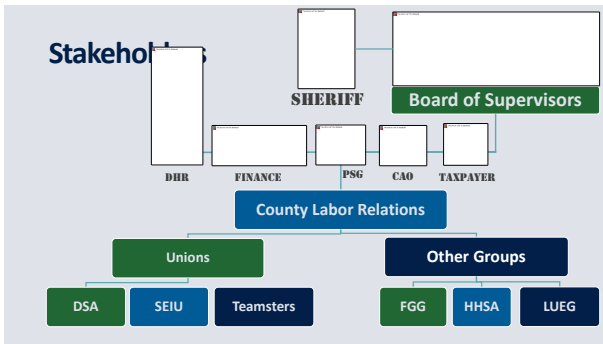 Stakeholders
SHERIFF
Board of Supervisors
DHR
FINANCE
PSG
CAO
TAXPAYER
County Labor Relations
Unions
Other Groups
DSA
SEIU
Teamsters
FGG
HHSA
LUEG